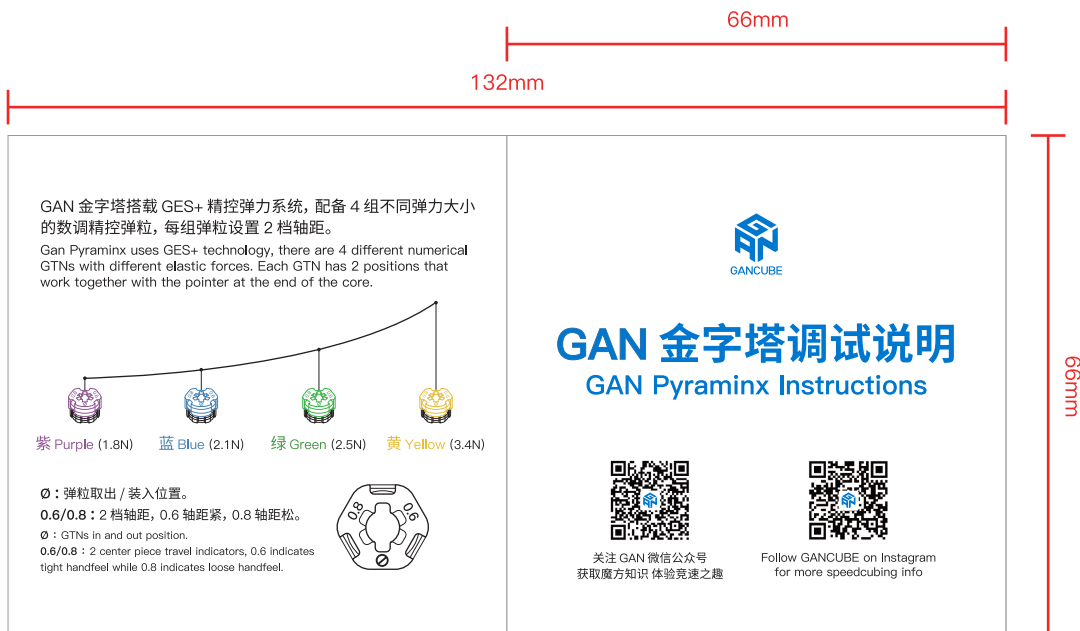 66mm
132mm
GAN 金字塔搭载 GES+ 精控弹力系统，配备 4 组不同弹力大小
的数调精控弹粒，每组弹粒设置 2 档轴距。
Gan Pyraminx uses GES+ technology, there are 4 different numerical
GTNs with different elastic forces. Each GTN has 2 positions that
work together with the pointer at the end of the core.
紫 Purple (1.8N)
蓝 Blue (2.1N)
绿 Green (2.5N)
黄 Yellow (3.4N)
Ø：弹粒取出 / 装入位置。
0.6/0.8：2 档轴距，0.6 轴距紧，0.8 轴距松。
Ø : GTNs in and out position.
0.6/0.8 : 2 center piece travel indicators, 0.6 indicates
tight handfeel while 0.8 indicates loose handfeel.
0.8
0.6
Ø
GAN
GANCUBE
GAN 金字塔调试说明
GAN Pyraminx Instructions
关注 GAN 微信公众号
获取魔方知识 体验竞速之趣
Follow GANCUBE on Instagram
for more speedcubing info
66mm